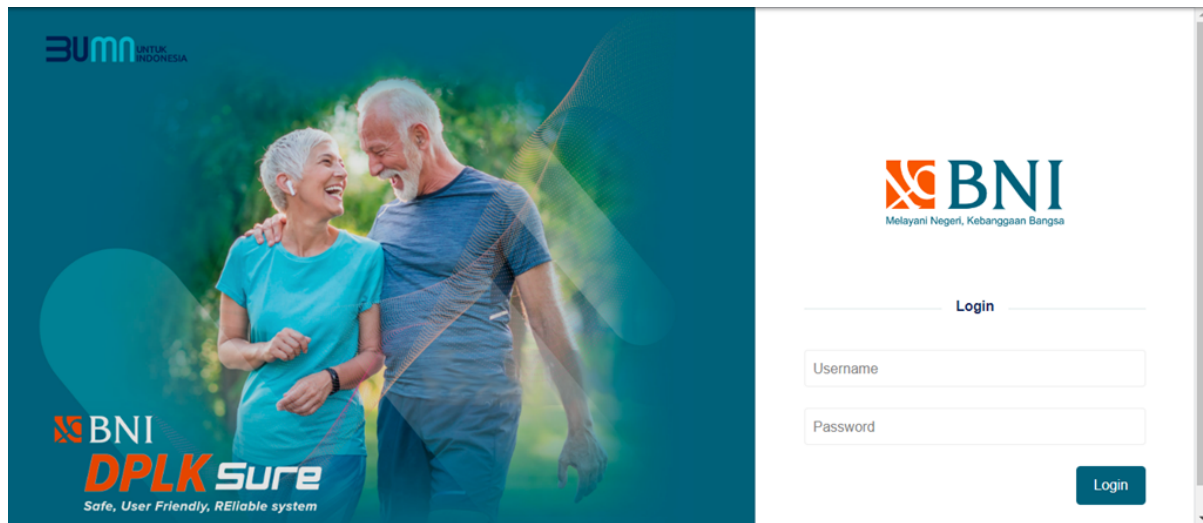 BUMN UNTUK
INDONESIA
BNI
DPLK Sure
Safe, User Friendly, REliable system
BNI
Melayani Negeri, Kebanggaan Bangsa
Login
Username
Password
Login